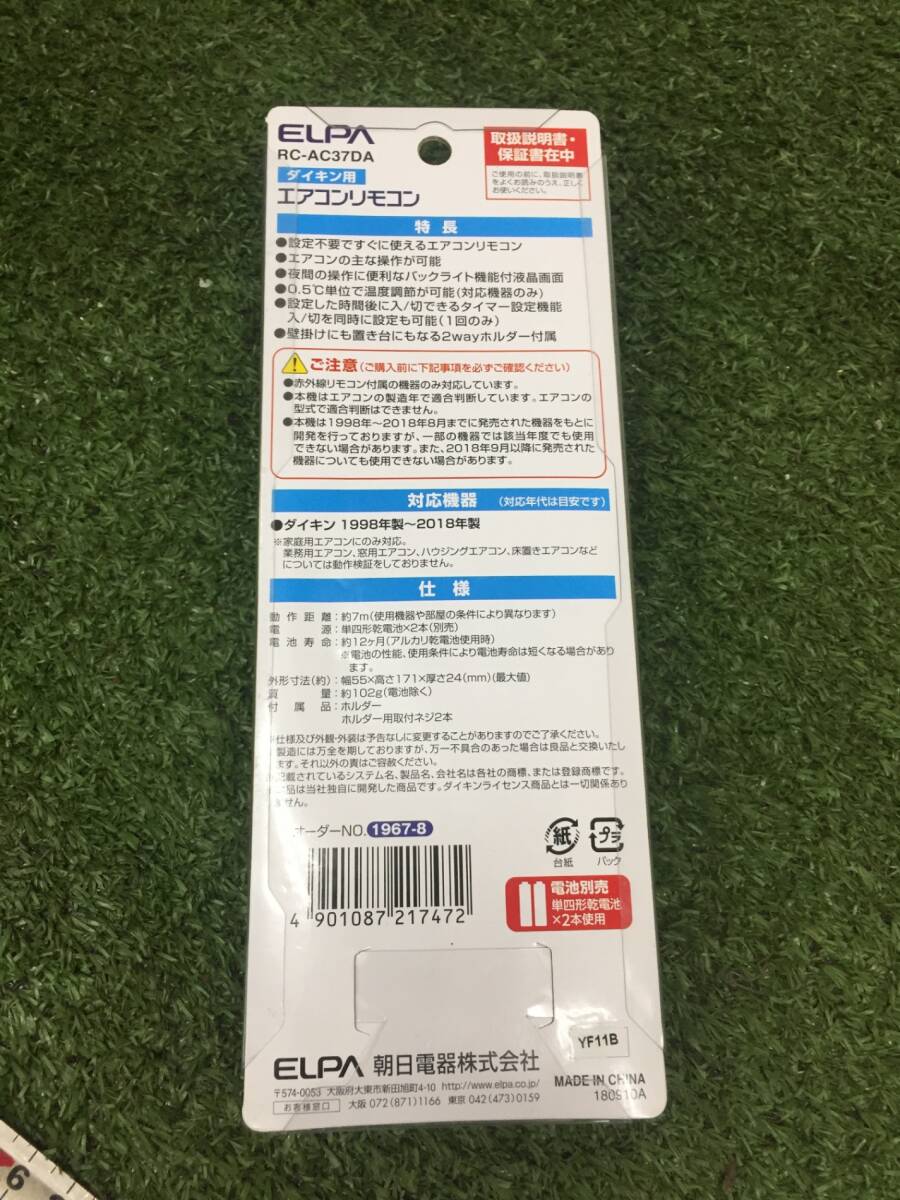 ELPA
RC-AC37DA
ダイキン用
エアコンリモコン
取扱説明書・
保証書在中
ご使用の前に、取扱説明書
をよくお読みのうえ、正しく
お使いください。
特長
●設定不要ですぐに使えるエアコンリモコン
●エアコンの主な操作が可能
●夜間の操作に便利なバックライト機能付液晶画面
●0.5℃単位で温度調節が可能(対応機器のみ)
●設定した時間後に入/切できるタイマー設定機能
入/切を同時に設定も可能(1回のみ)
●壁掛けにも置き台にもなる2wayホルダー付属
ご注意(ご購入前に下記事項を必ずご確認ください)
●赤外線リモコン付属の機器のみ対応しています。
●本機はエアコンの製造年で適合判断しています。エアコンの
型式で適合判断はできません。
●本機は1998年～2018年8月までに発売された機器をもとに
開発を行っておりますが、一部の機器では該当年度でも使用
できない場合があります。また、2018年9月以降に発売された
機器についても使用できない場合があります。
対応機器 (対応年代は目安です)
●ダイキン 1998年製～2018年製
※家庭用エアコンにのみ対応。
業務用エアコン、窓用エアコン、ハウジングエアコン、床置きエアコンなど
については動作検証をしておりません。
仕様
動作距離:約7m(使用機器や部屋の条件により異なります)
電源:単四形乾電池×2本(別売)
電池寿命:約12ヶ月(アルカリ乾電池使用時)
※電池の性能、使用条件により電池寿命は短くなる場合があり
ます。
外形寸法(約):幅55×高さ171×厚さ24(mm)(最大値)
質量:約102g(電池除く)
付属品:ホルダー
ホルダー用取付ネジ2本
※仕様及び外観・外装は予告なしに変更することがありますのでご了承ください。
製造には万全を期しておりますが、万一不具合のあった場合は良品と交換いたし
ます。それ以外の責はご容赦ください。
記載されているシステム名、製品名、会社名は各社の商標、または登録商標です。
品は当社独自に開発した商品です。ダイキンライセンス商品とは一切関係あり
せん。
オーダーNO. 1967-8
紙
台紙
プラ
パック
4 901087 217472
電池別売
単四形乾電池
×2本使用
YF11B
ELPA 朝日電器株式会社
〒574-0053 大阪府大東市新田旭町4-10 http://www.elpa.co.jp/
お客様窓口 大阪 072(871)1166 東京 042(473)0159
MADE IN CHINA
180910A
9